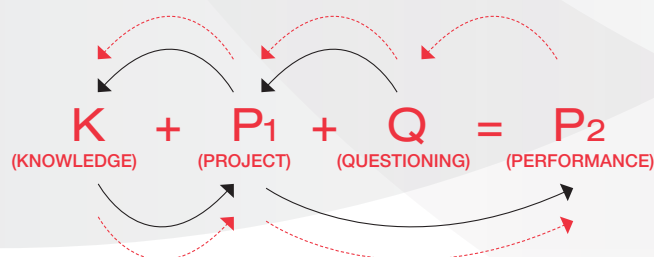 K + P1 + Q = P2
(KNOWLEDGE) (PROJECT) (QUESTIONING) (PERFORMANCE)